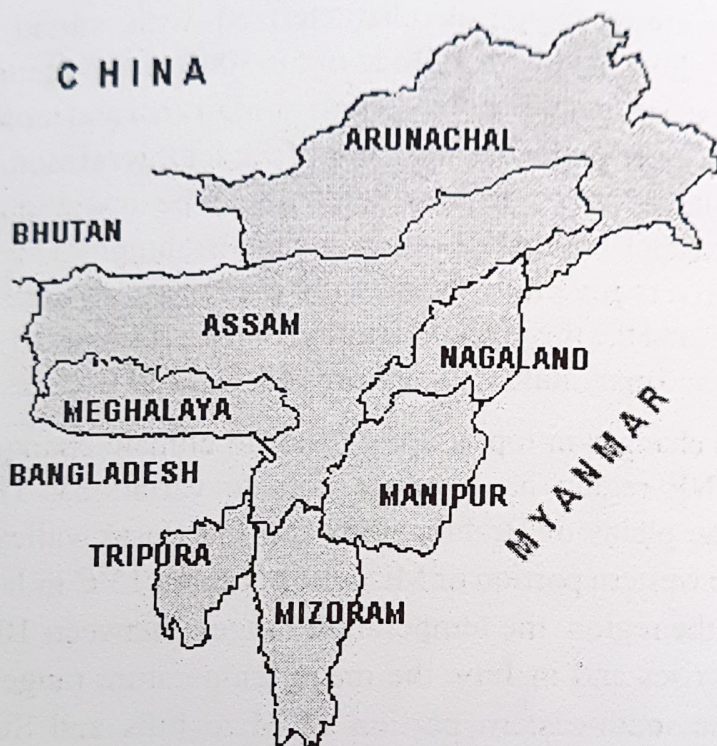 CHINA
ARUNACHAL
BHUTAN
ASSAM
NAGALAND
MEGHALAYA
BANGLADESH
MANIPUR
MYANMAR
TRIPURA
MIZORAM